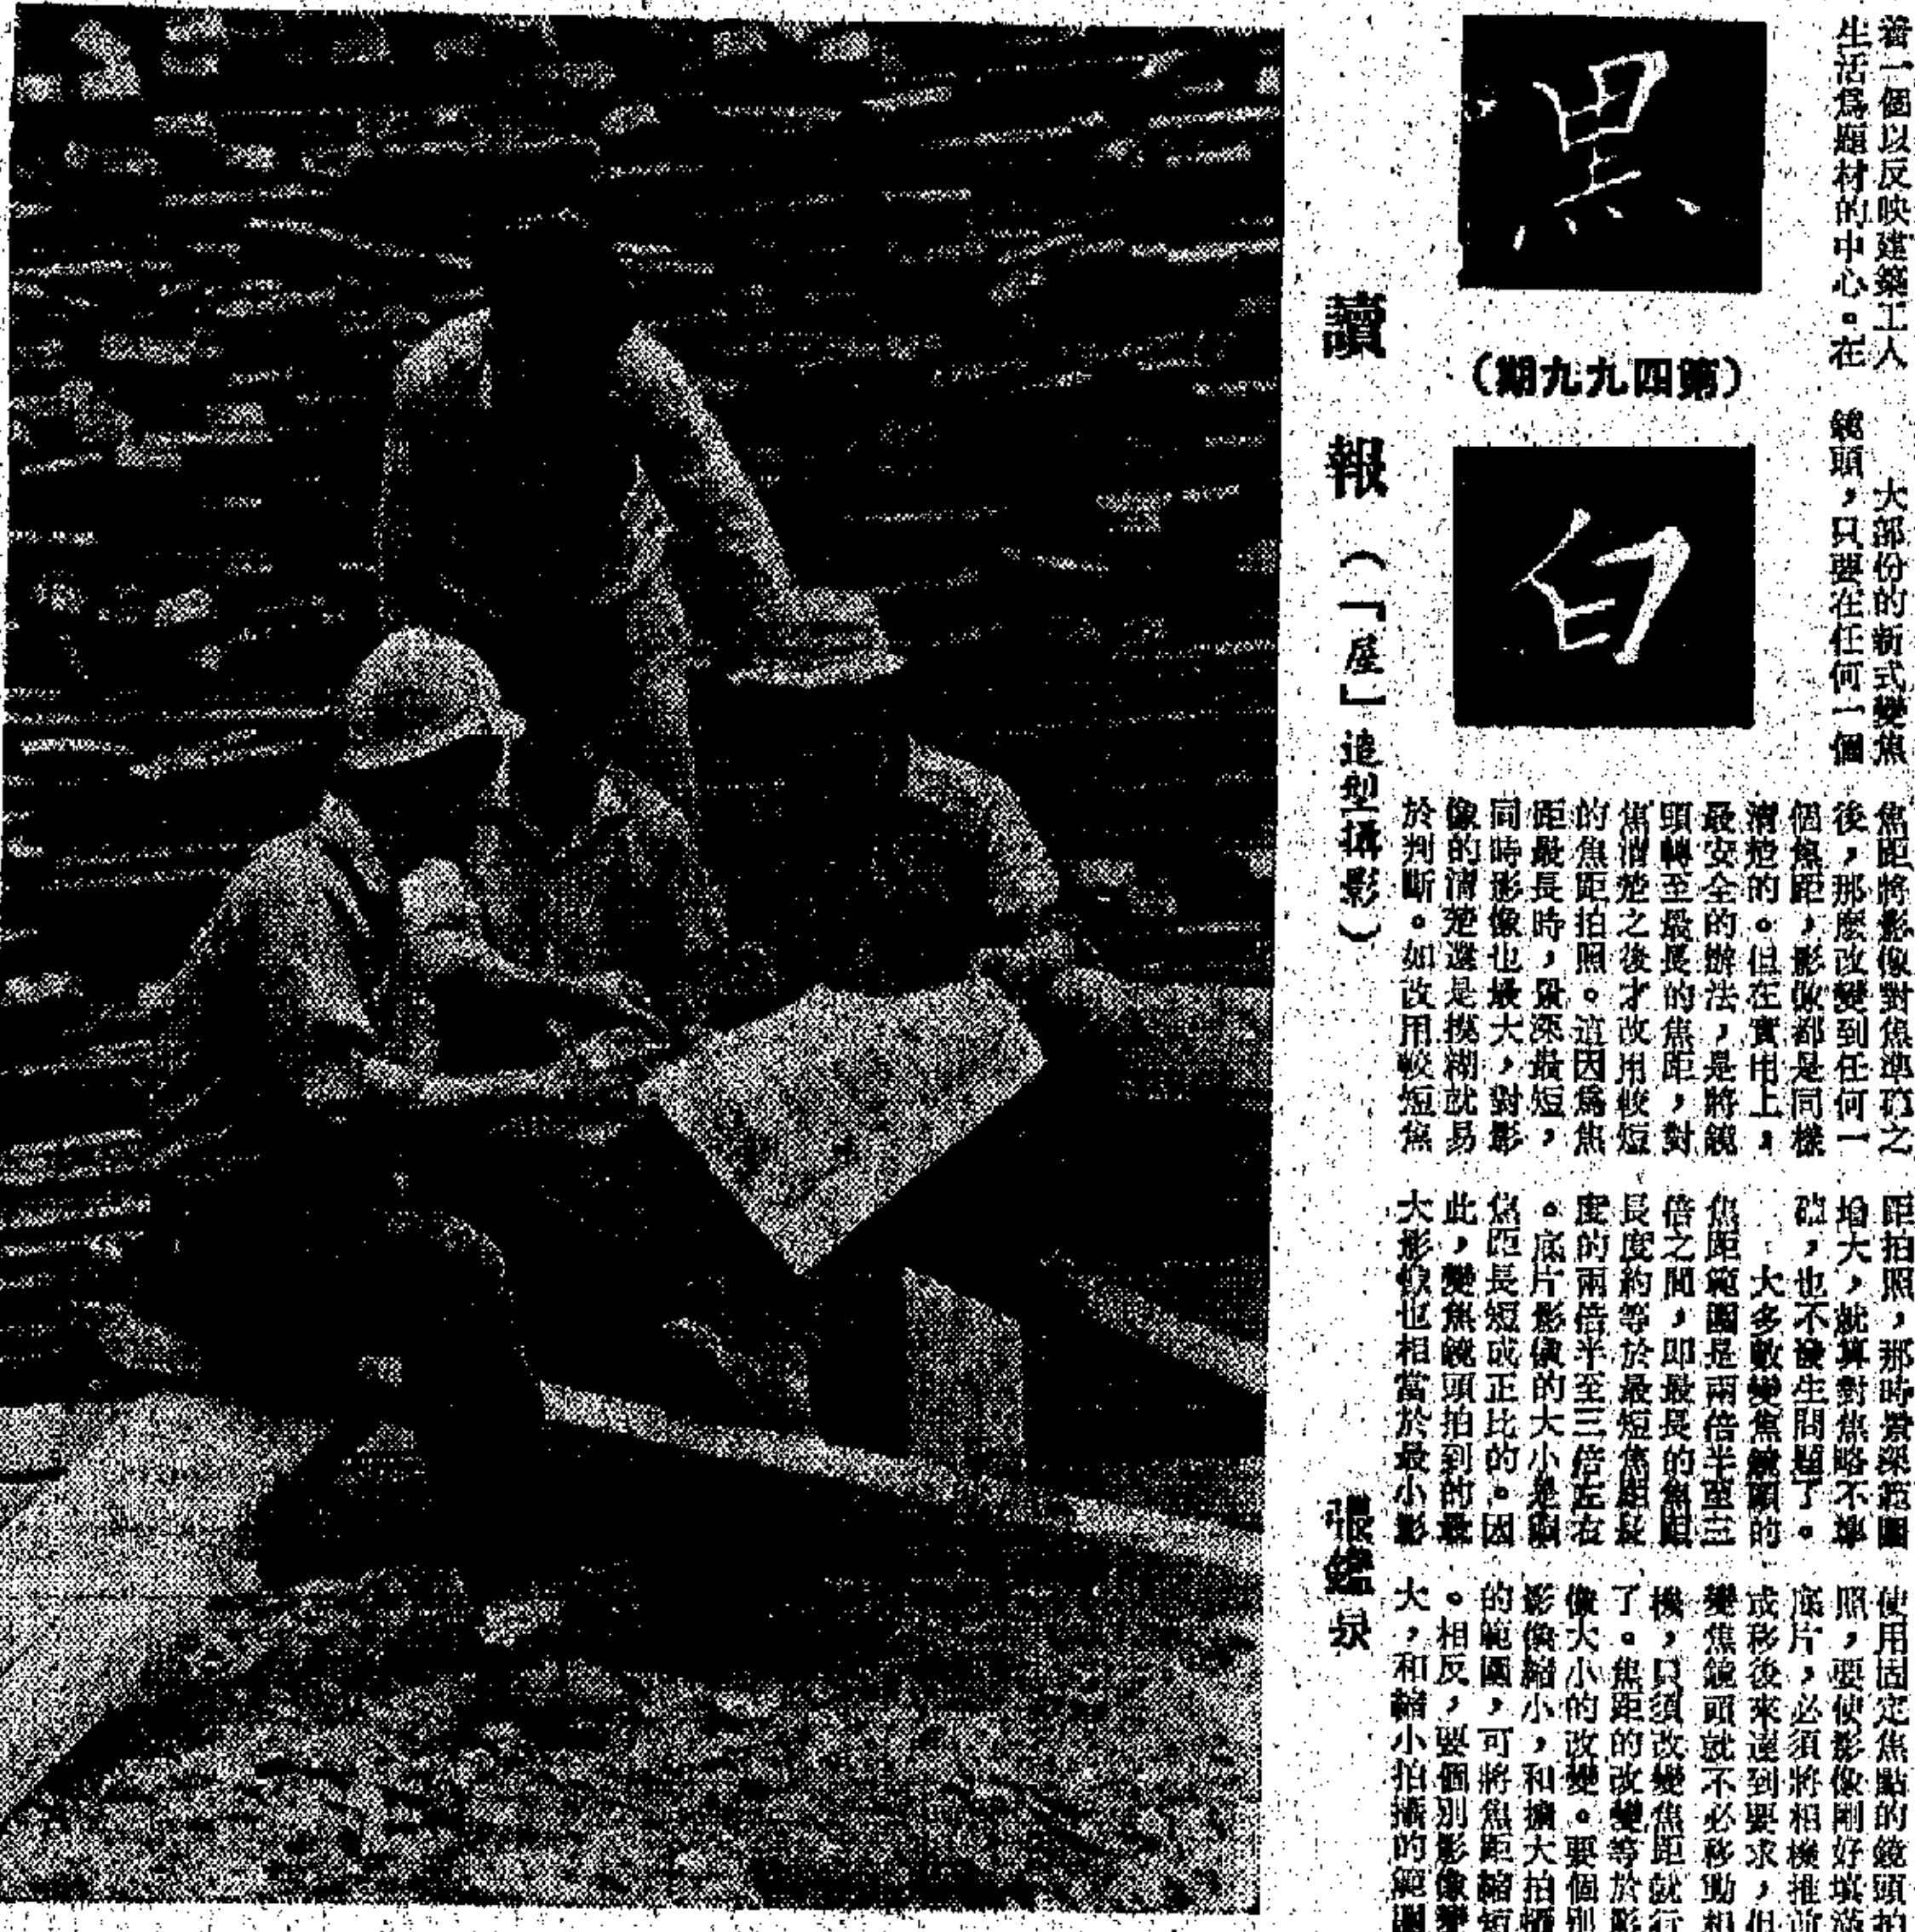 著一個以反映建築工人
生活爲題材的中心。在
黑
（第四九九期）
白
大部份的新式變焦
鏡頭，只要在任何一個
焦距將影像對焦準確之
後，那麼改變到任何一
個焦距，影像都是同樣
清楚的。但在實用上，
最安全的辦法，是將鏡
頭轉至最長的焦距，對
焦清楚之後才改用較短
的焦距拍照。這因爲焦
距最長時，景深最短，
同時影像也最大，對影
像的清楚還是模糊就易
於判斷。如改用較短焦
距拍照，那時景深範圍
增大，就算對焦略不準
確，也不發生問題了。
大多數變焦鏡頭的
焦距範圍是兩倍半至三
倍之間，即最長的焦距
長度約等於最短焦距長
度的兩倍半至三倍左右
。底片影像的大小是與
焦距長短成正比的。因
此，變焦鏡頭拍到的最
大影像也相當於最小影
使用固定焦點的鏡頭拍
照，要使影像剛好填滿
底片，必須將相機推前
或移後來達到要求，但
變焦鏡頭就不必移動相
機，只須改變焦距就行
了。焦距的改變等於影
像大小的改變。要個別
影像縮小，和擴大拍攝
的範圍，可將焦距縮短
。相反，要個別影像變
大，和縮小拍攝的範圍
讀報（「屋」造型攝影）
張鑑泉